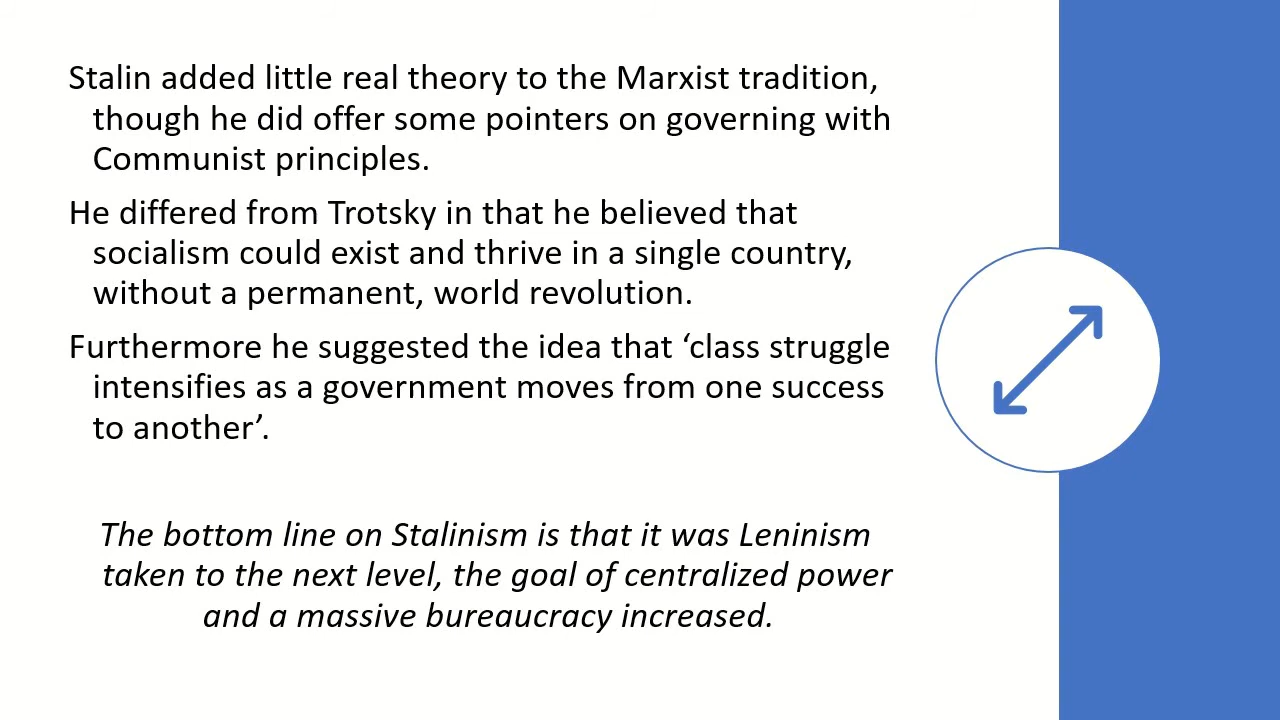 Stalin added little real theory to the Marxist tradition,
though he did offer some pointers on governing with
Communist principles.
He differed from Trotsky in that he believed that
socialism could exist and thrive in a single country,
without a permanent, world revolution.
Furthermore he suggested the idea that ‘class struggle
intensifies as a government moves from one success
to another’.
The bottom line on Stalinism is that it was Leninism
taken to the next level, the goal of centralized power
and a massive bureaucracy increased.